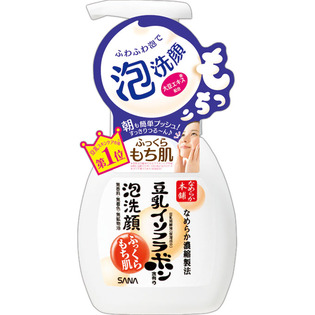 ふわふわ泡で
泡洗顔
大豆エキス
もっちっ
朝も簡単プッシュ!
すっきりつる〜ん♪
第1位
ふっくら
もち肌
なめらか
本舗
なめらか濃縮製法
豆乳イソフラボン
泡洗顔
ふっくら
もち肌
SANA